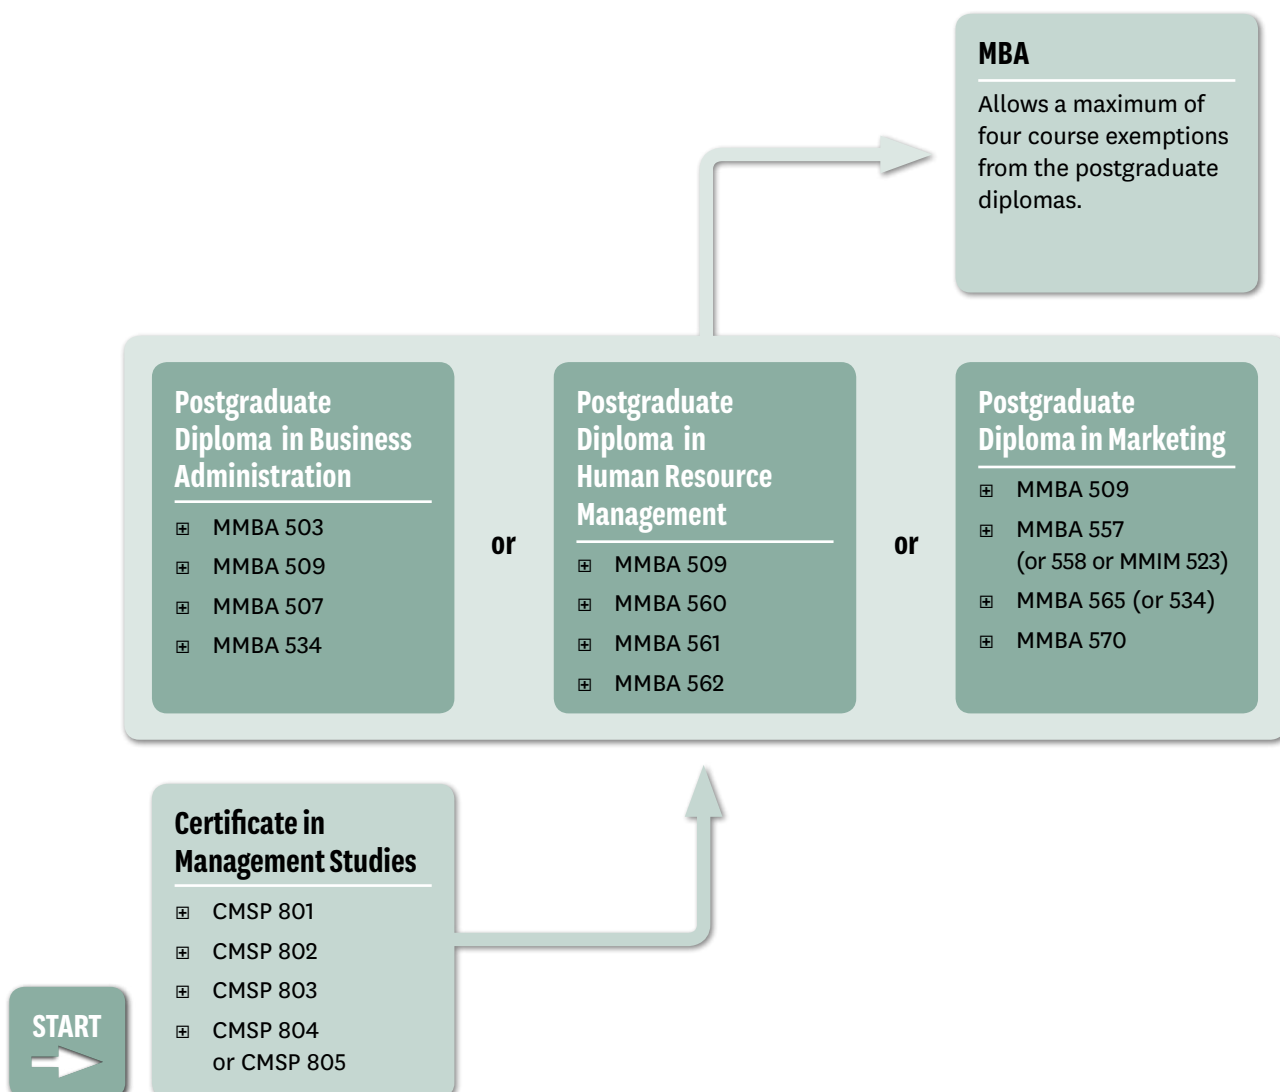 MBA
Allows a maximum of
four course exemptions
from the postgraduate
diplomas.
Postgraduate
Diploma in Business
Administration
MMBA 503
MMBA 509
MMBA 507
MMBA 534
or
Postgraduate
Diploma in
Human Resource
Management
MMBA 509
MMBA 560
MMBA 561
MMBA 562
or
Postgraduate
Diploma in Marketing
MMBA 509
MMBA 557
(or 558 or MMIM 523)
MMBA 565 (or 534)
MMBA 570
Certificate in
Management Studies
CMSP 801
CMSP 802
CMSP 803
CMSP 804
or CMSP 805
START